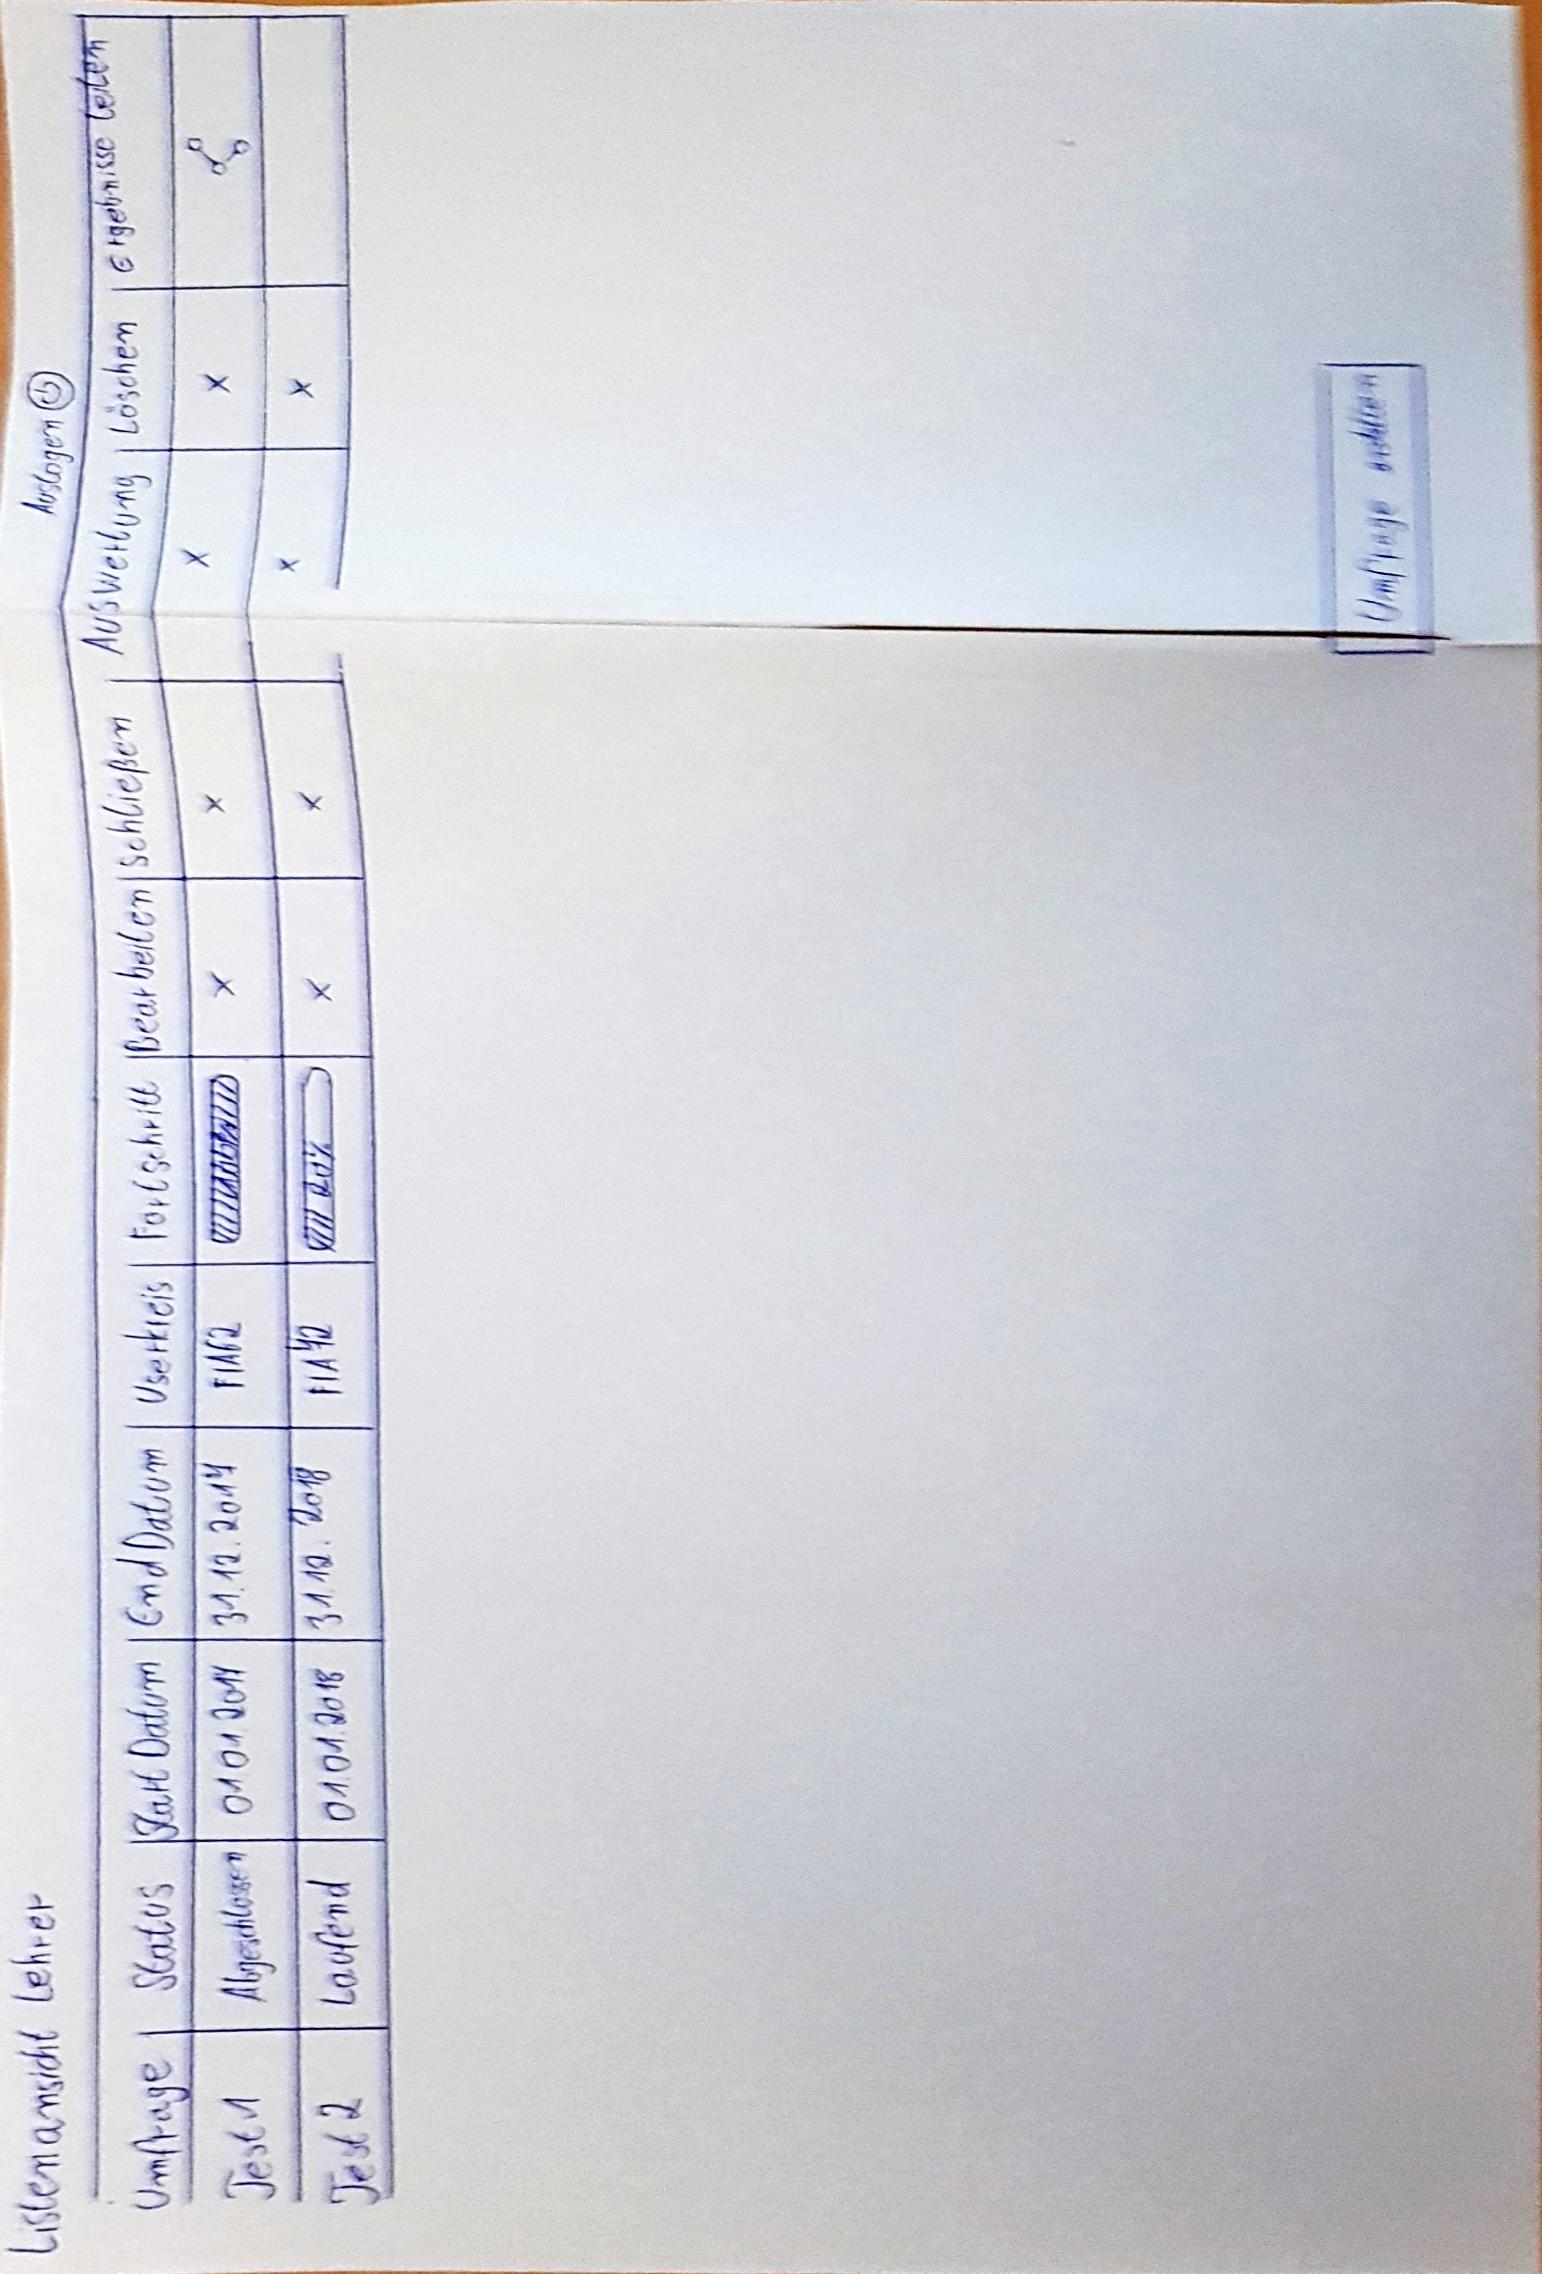 Listenansicht Lehrer
Auslogen
Umfrage Status Start Datum End Datum Userkreis Fortschritt Bearbeiten schließen Auswertung Löschen Ergebnisse teilen
Test 1 Abgeschlossen 01 01 2017 31.12.2017 FIA62 x x x x
Test 2 Laufend 01.01.2018 31.12.2018 FIA42 20% x x x x
Umfrage erstellen